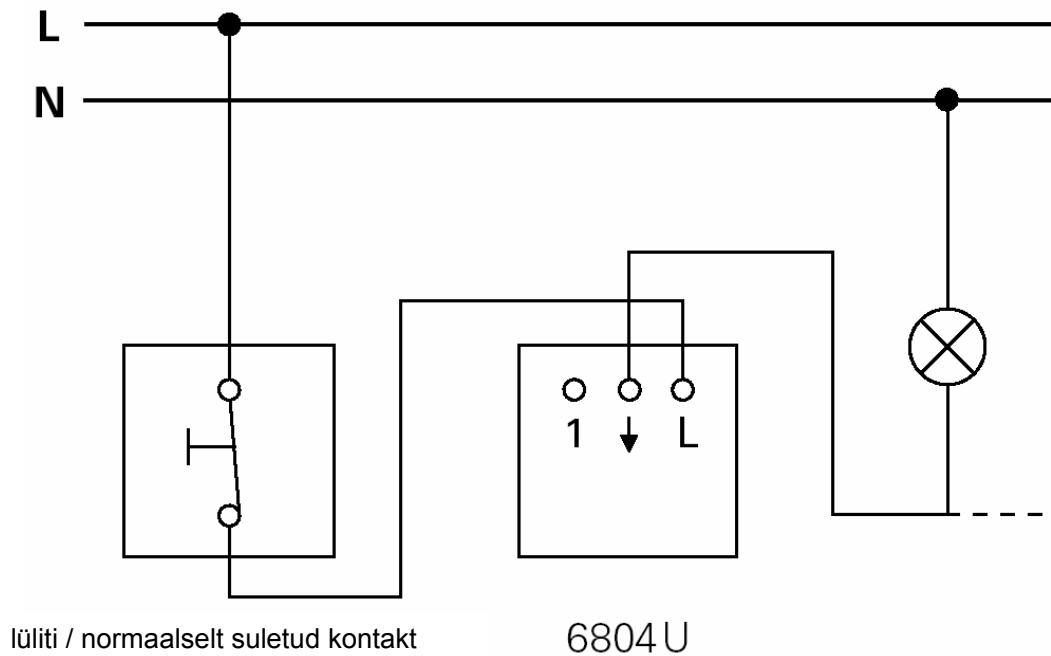 L
N
1 ↓ L
lüliti / normaalselt suletud kontakt
6804 U